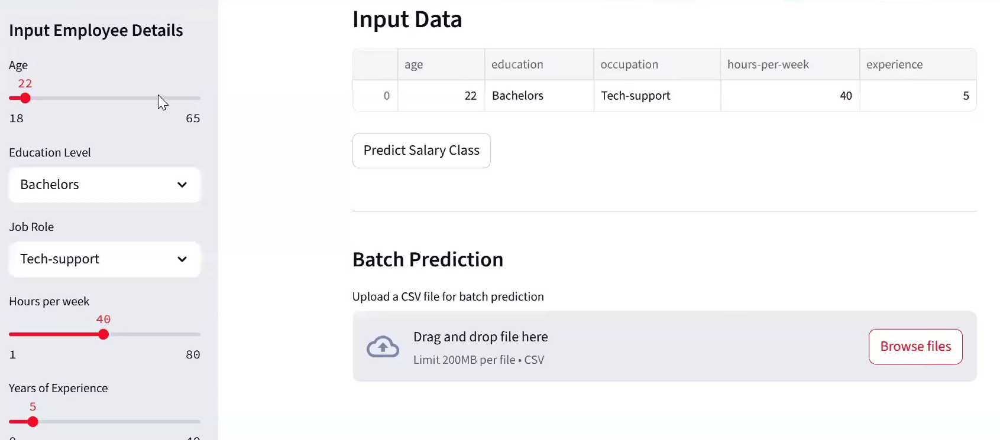 Input Employee Details
Age
22
18 65
Education Level
Bachelors
Job Role
Tech-support
Hours per week
40
1 80
Years of Experience
5
Input Data
age education occupation hours-per-week experience
0 22 Bachelors Tech-support 40 5
Predict Salary Class
Batch Prediction
Upload a CSV file for batch prediction
Drag and drop file here
Limit 200MB per file • CSV
Browse files